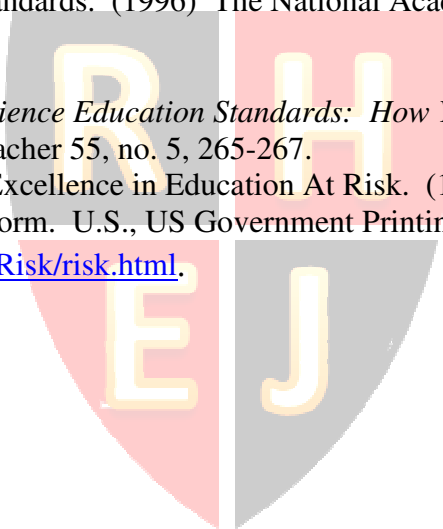 ndards. (1996) The National Acad
ience Education Standards: How Y
acher 55, no. 5, 265-267.
Excellence in Education At Risk. (1
orm. U.S., US Government Printin
Risk/risk.html.
R H
E J